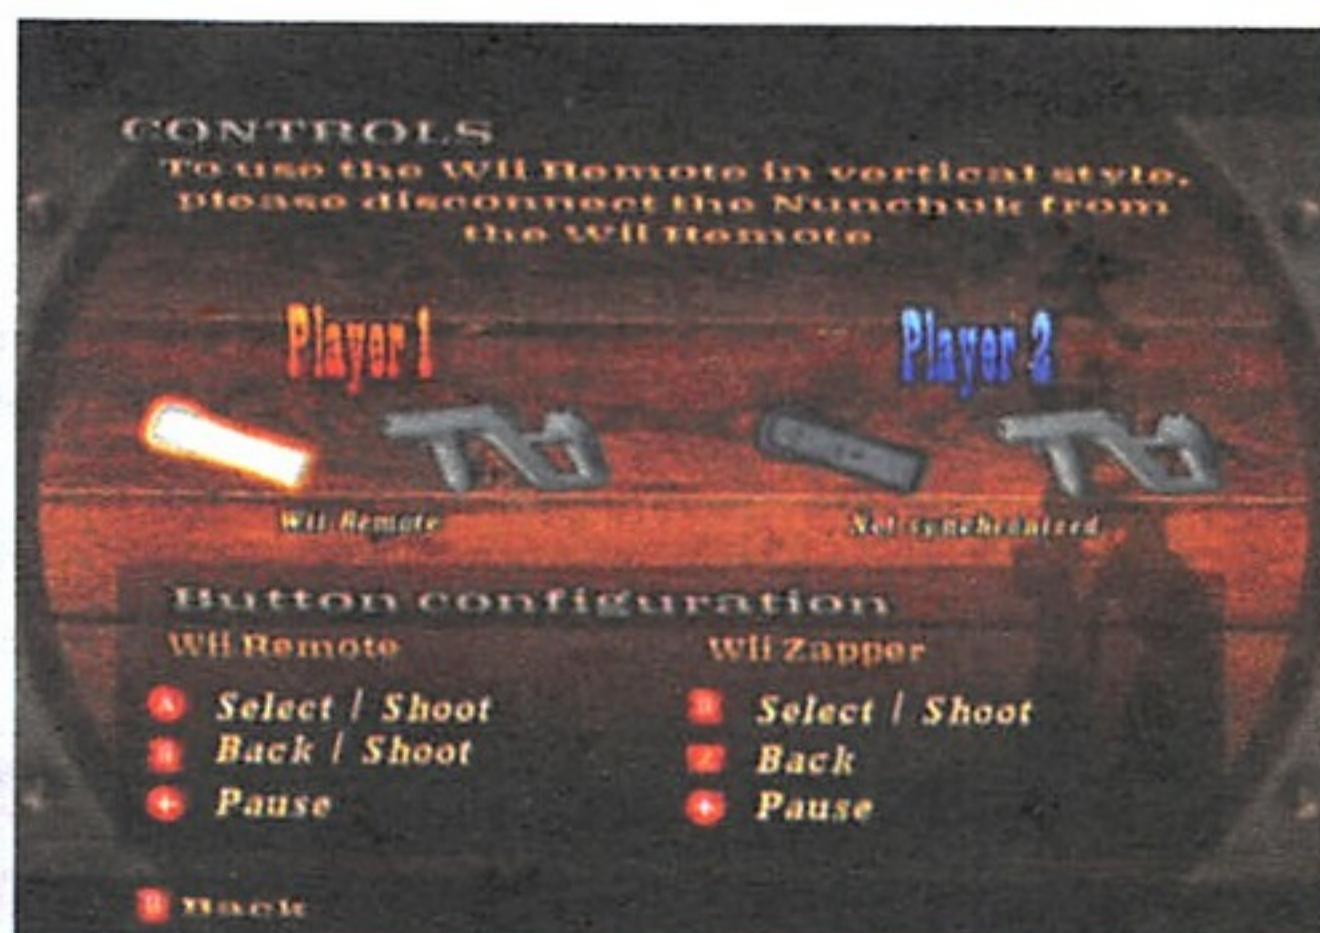 CONTROLS
To use the Wii Remote in vertical style,
please disconnect the Nunchuk from
the Wii Remote
Player 1
Player 2
Wii Remote
Not synchronized
Button configuration
Wii Remote
Wii Zapper
A Select / Shoot
B Select / Shoot
B Back / Shoot
Z Back
+ Pause
+ Pause
B Back